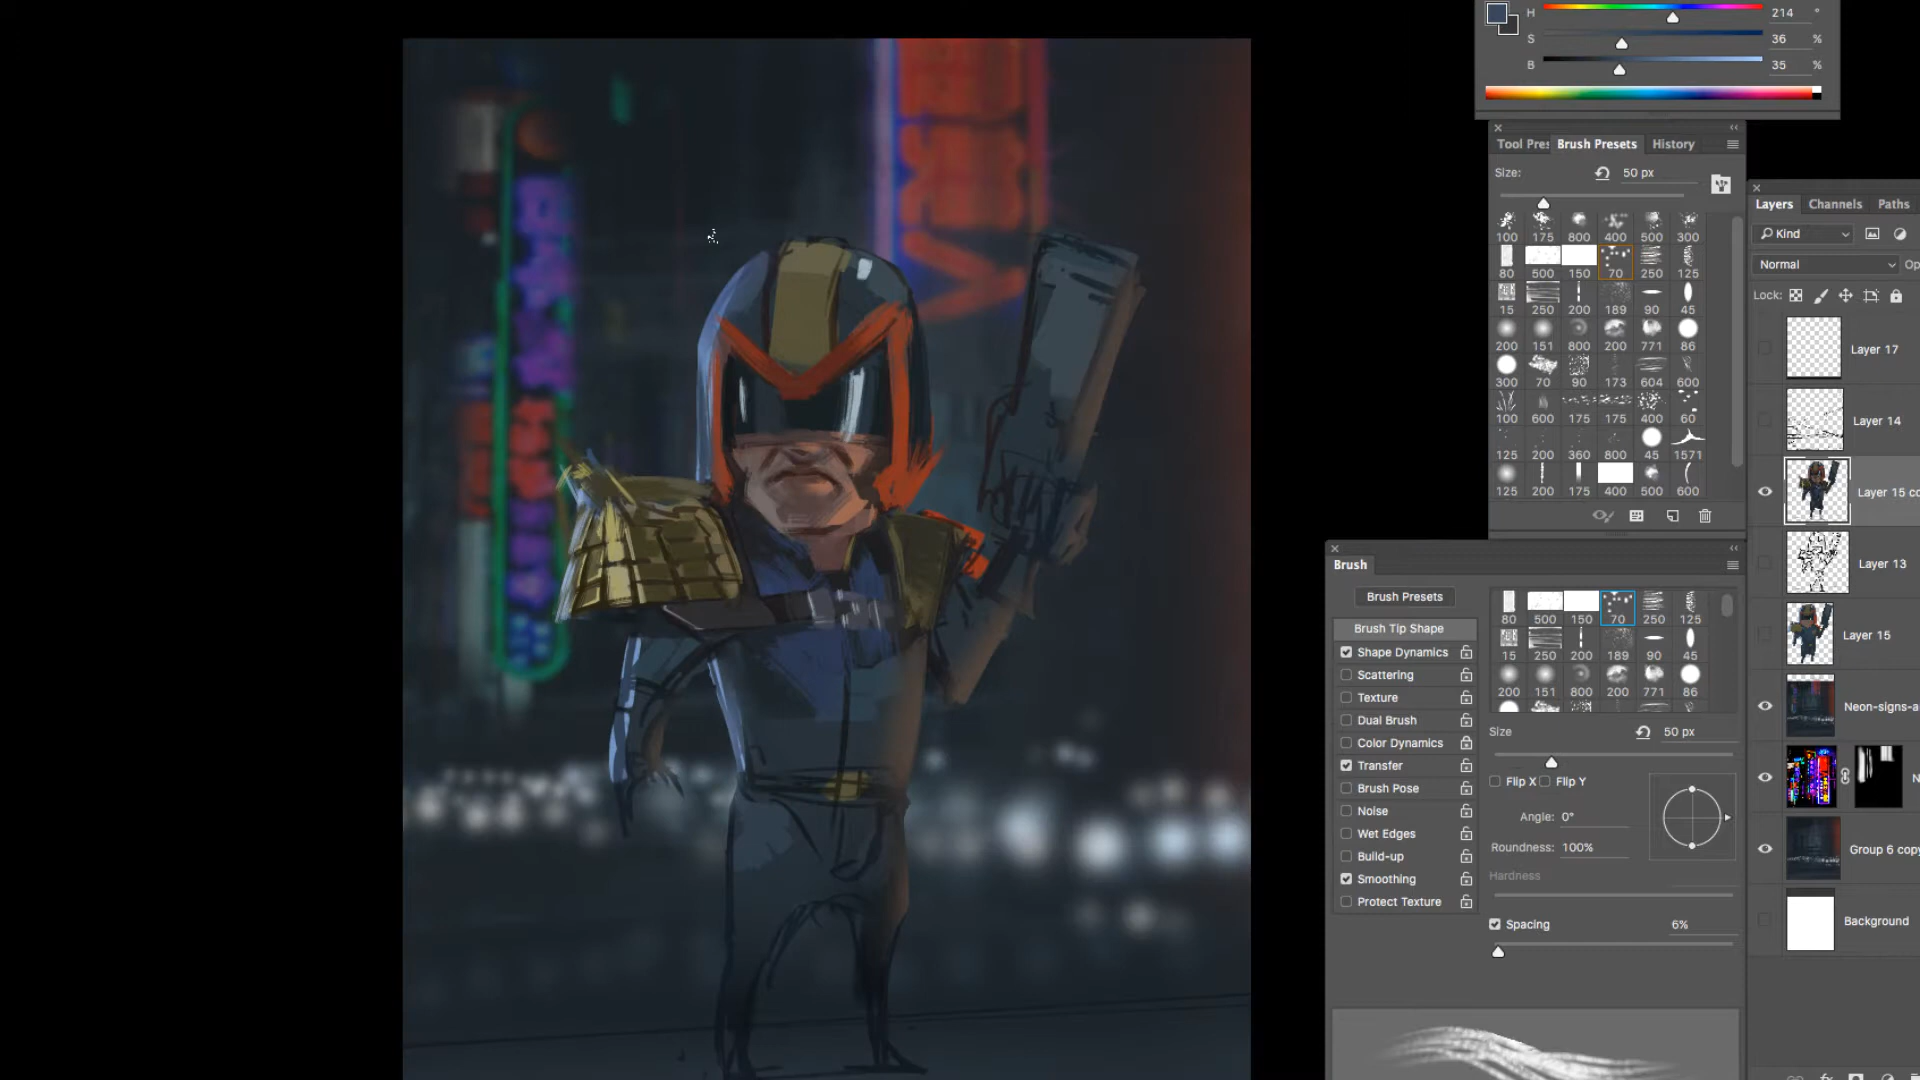 H 214 °
S 36 %
B 35 %
Tool Pre: Brush Presets History
Size: 50 px
100 175 800 400 500 300
80 500 150 70 250 125
15 250 200 189 90 45
200 151 800 200 771 86
300 70 90 173 604 600
100 600 175 175 400 60
125 200 360 800 45 1571
125 200 175 400 500 600
Layers Channels Paths
Kind
Normal Op
Lock:
Layer 17
Layer 14
Layer 15 co
Layer 13
Layer 15
Neon-signs-a
N
Group 6 copy
Background
Brush
Brush Presets
Brush Tip Shape
Shape Dynamics
Scattering
Texture
Dual Brush
Color Dynamics
Transfer
Brush Pose
Noise
Wet Edges
Build-up
Smoothing
Protect Texture
80 500 150 70 250 125
15 250 200 189 90 45
200 151 800 200 771 86
Size 50 px
Flip X Flip Y
Angle: 0°
Roundness: 100%
Hardness
Spacing 6%